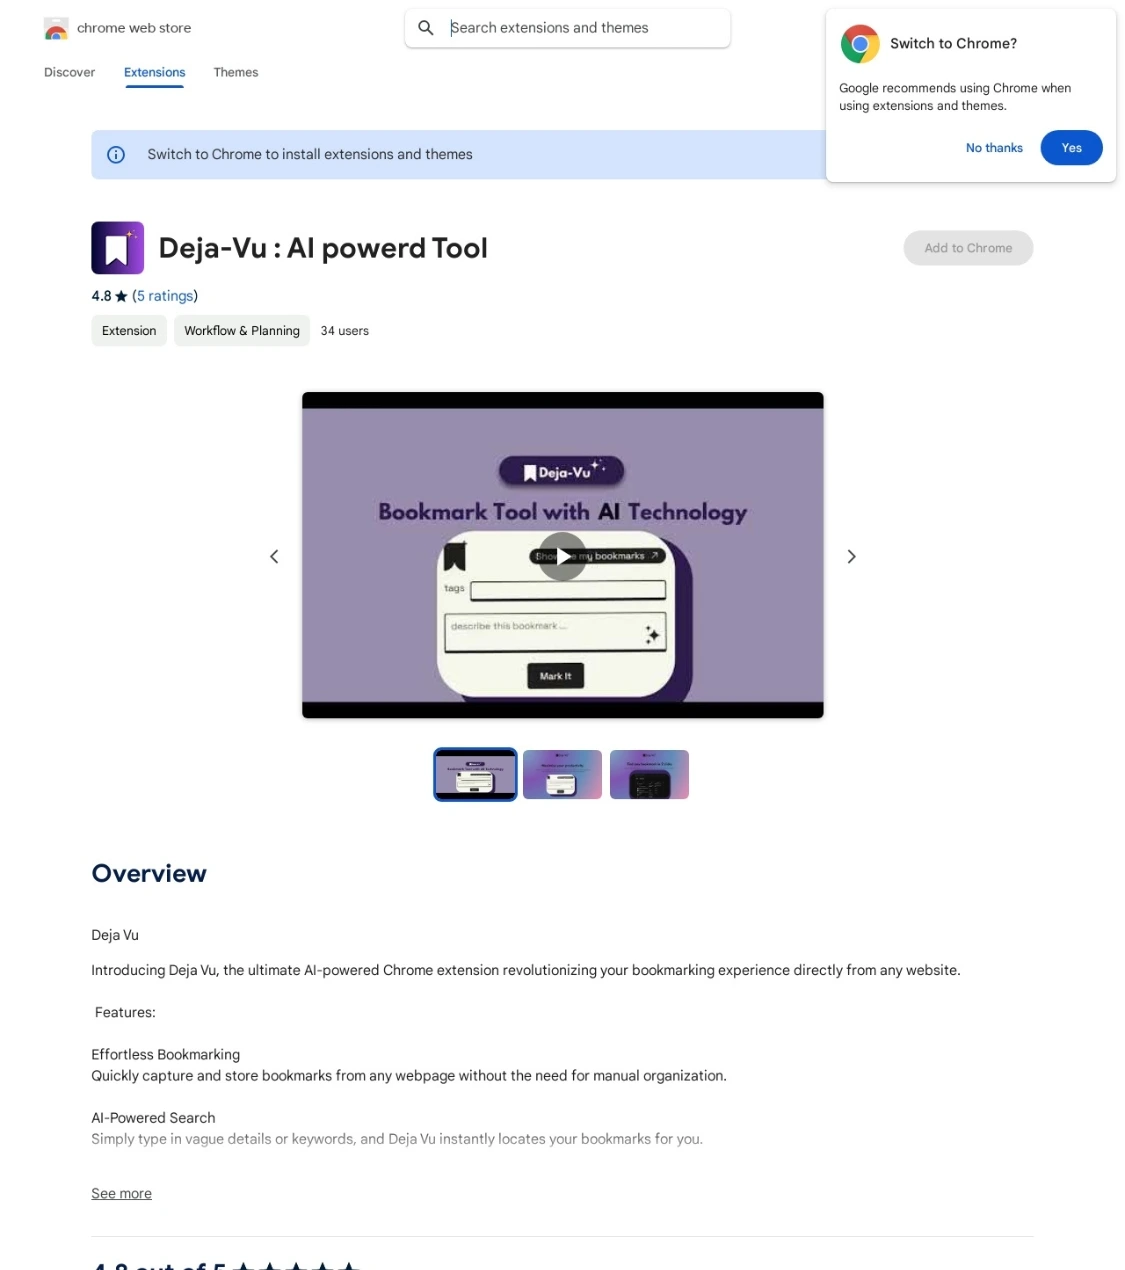 chrome web store
Search extensions and themes
Discover
Extensions
Themes
Switch to Chrome?
Google recommends using Chrome when
using extensions and themes.
No thanks
Yes
Switch to Chrome to install extensions and themes
Deja-Vu : AI powerd Tool
Add to Chrome
4.8 ★ (5 ratings)
Extension
Workflow & Planning
34 users
Deja-Vu
Bookmark Tool with AI Technology
my bookmarks
tags
describe this bookmark ...
Mark It
Overview
Deja Vu
Introducing Deja Vu, the ultimate AI-powered Chrome extension revolutionizing your bookmarking experience directly from any website.
Features:
Effortless Bookmarking
Quickly capture and store bookmarks from any webpage without the need for manual organization.
AI-Powered Search
Simply type in vague details or keywords, and Deja Vu instantly locates your bookmarks for you.
See more
4.8 out of 5